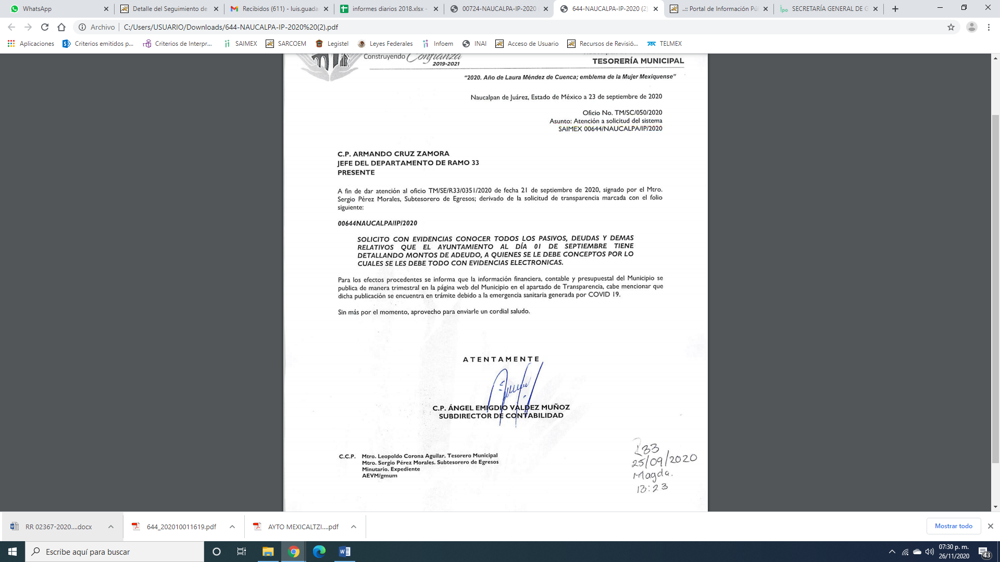 WhatsApp
Detalle del Seguimiento de
Recibidos (611) - luis.guada
informes diarios 2018.xlsx -
00724-NAUCALPA-IP-2020
644-NAUCALPA-IP-2020 (2)
..:: Portal de Información Pú
SECRETARÍA GENERAL DE G
Archivo
C:/Users/USUARIO/Downloads/644-NAUCALPA-IP-2020%20(2).pdf
Aplicaciones
Criterios emitidos p...
Criterios de Interpr...
SAIMEX
SARCOEM
Legistel
Leyes Federales
Infoem
INAI
Acceso de Usuario
Recursos de Revisió...
TELMEX
Construyendo Confianza
2019-2021
TESORERÍA MUNICIPAL
“2020. Año de Laura Méndez de Cuenca; emblema de la Mujer Mexiquense”
Naucalpan de Juárez, Estado de México a 23 de septiembre de 2020
Oficio No. TM/SC/050/2020
Asunto: Atención a solicitud del sistema
SAIMEX 00644/NAUCALPA/IP/2020
C.P. ARMANDO CRUZ ZAMORA
JEFE DEL DEPARTAMENTO DE RAMO 33
PRESENTE
A fin de dar atención al oficio TM/SE/R33/0351/2020 de fecha 21 de septiembre de 2020, signado por el Mtro.
Sergio Pérez Morales, Subtesorero de Egresos; derivado de la solicitud de transparencia marcada con el folio
siguiente:
00644NAUCALPA/IP/2020
SOLICITO CON EVIDENCIAS CONOCER TODOS LOS PASIVOS, DEUDAS Y DEMAS
RELATIVOS QUE EL AYUNTAMIENTO AL DÍA 01 DE SEPTIEMBRE TIENE
DETALLANDO MONTOS DE ADEUDO, A QUIENES SE LE DEBE CONCEPTOS POR LO
CUALES SE LES DEBE TODO CON EVIDENCIAS ELECTRONICAS.
Para los efectos procedentes se informa que la información financiera, contable y presupuestal del Municipio se
publica de manera trimestral en la página web del Municipio en el apartado de Transparencia, cabe mencionar que
dicha publicación se encuentra en trámite debido a la emergencia sanitaria generada por COVID 19.
Sin más por el momento, aprovecho para enviarle un cordial saludo.
ATENTAMENTE
C.P. ÁNGEL EMIGDIO VALDEZ MUÑOZ
SUBDIRECTOR DE CONTABILIDAD
C.C.P. Mtro. Leopoldo Corona Aguilar. Tesorero Municipal
Mtro. Sergio Pérez Morales. Subtesorero de Egresos
Minutario. Expediente
AEVM/gmum
R33
25/09/2020
Magda.
13:23
RR 02367-2020....docx
644_202010011619.pdf
AYTO MEXICALTZI....pdf
Mostrar todo
Escribe aquí para buscar
07:30 p. m.
26/11/2020
43